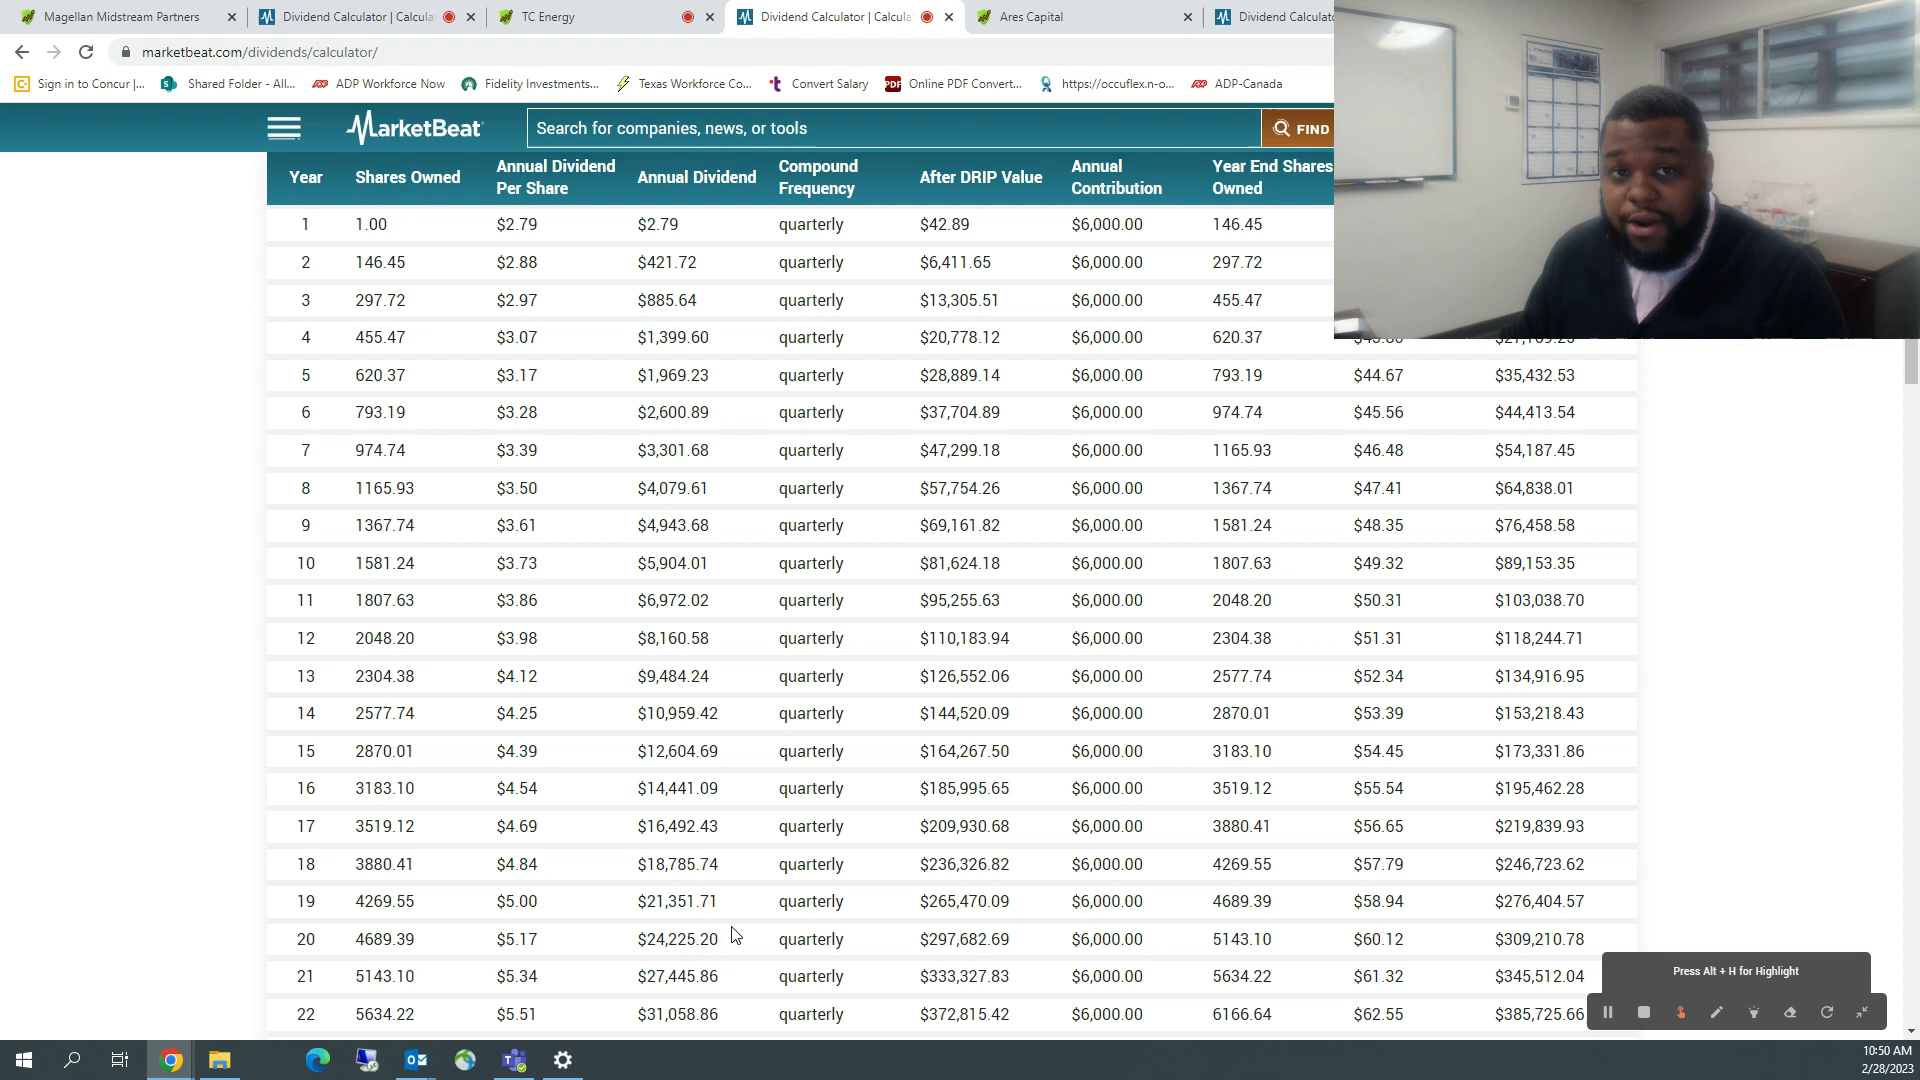 Magellan Midstream Partners
Dividend Calculator | Calcula
TC Energy
Dividend Calculator | Calcula
Ares Capital
Dividend Calculato
marketbeat.com/dividends/calculator/
Sign in to Concur |...
Shared Folder - All...
ADP Workforce Now
Fidelity Investments...
Texas Workforce Co...
Convert Salary
Online PDF Convert...
https://occuflex.n-o...
ADP-Canada
MarketBeat
Search for companies, news, or tools
FIND
Year Shares Owned Annual Dividend Per Share Annual Dividend Compound Frequency After DRIP Value Annual Contribution Year End Shares Owned
1 1.00 $2.79 $2.79 quarterly $42.89 $6,000.00 146.45
2 146.45 $2.88 $421.72 quarterly $6,411.65 $6,000.00 297.72
3 297.72 $2.97 $885.64 quarterly $13,305.51 $6,000.00 455.47
4 455.47 $3.07 $1,399.60 quarterly $20,778.12 $6,000.00 620.37
5 620.37 $3.17 $1,969.23 quarterly $28,889.14 $6,000.00 793.19 $44.67 $35,432.53
6 793.19 $3.28 $2,600.89 quarterly $37,704.89 $6,000.00 974.74 $45.56 $44,413.54
7 974.74 $3.39 $3,301.68 quarterly $47,299.18 $6,000.00 1165.93 $46.48 $54,187.45
8 1165.93 $3.50 $4,079.61 quarterly $57,754.26 $6,000.00 1367.74 $47.41 $64,838.01
9 1367.74 $3.61 $4,943.68 quarterly $69,161.82 $6,000.00 1581.24 $48.35 $76,458.58
10 1581.24 $3.73 $5,904.01 quarterly $81,624.18 $6,000.00 1807.63 $49.32 $89,153.35
11 1807.63 $3.86 $6,972.02 quarterly $95,255.63 $6,000.00 2048.20 $50.31 $103,038.70
12 2048.20 $3.98 $8,160.58 quarterly $110,183.94 $6,000.00 2304.38 $51.31 $118,244.71
13 2304.38 $4.12 $9,484.24 quarterly $126,552.06 $6,000.00 2577.74 $52.34 $134,916.95
14 2577.74 $4.25 $10,959.42 quarterly $144,520.09 $6,000.00 2870.01 $53.39 $153,218.43
15 2870.01 $4.39 $12,604.69 quarterly $164,267.50 $6,000.00 3183.10 $54.45 $173,331.86
16 3183.10 $4.54 $14,441.09 quarterly $185,995.65 $6,000.00 3519.12 $55.54 $195,462.28
17 3519.12 $4.69 $16,492.43 quarterly $209,930.68 $6,000.00 3880.41 $56.65 $219,839.93
18 3880.41 $4.84 $18,785.74 quarterly $236,326.82 $6,000.00 4269.55 $57.79 $246,723.62
19 4269.55 $5.00 $21,351.71 quarterly $265,470.09 $6,000.00 4689.39 $58.94 $276,404.57
20 4689.39 $5.17 $24,225.20 quarterly $297,682.69 $6,000.00 5143.10 $60.12 $309,210.78
21 5143.10 $5.34 $27,445.86 quarterly $333,327.83 $6,000.00 5634.22 $61.32 $345,512.04
22 5634.22 $5.51 $31,058.86 quarterly $372,815.42 $6,000.00 6166.64 $62.55 $385,725.66
Press Alt + H for Highlight
10:50 AM
2/28/2023